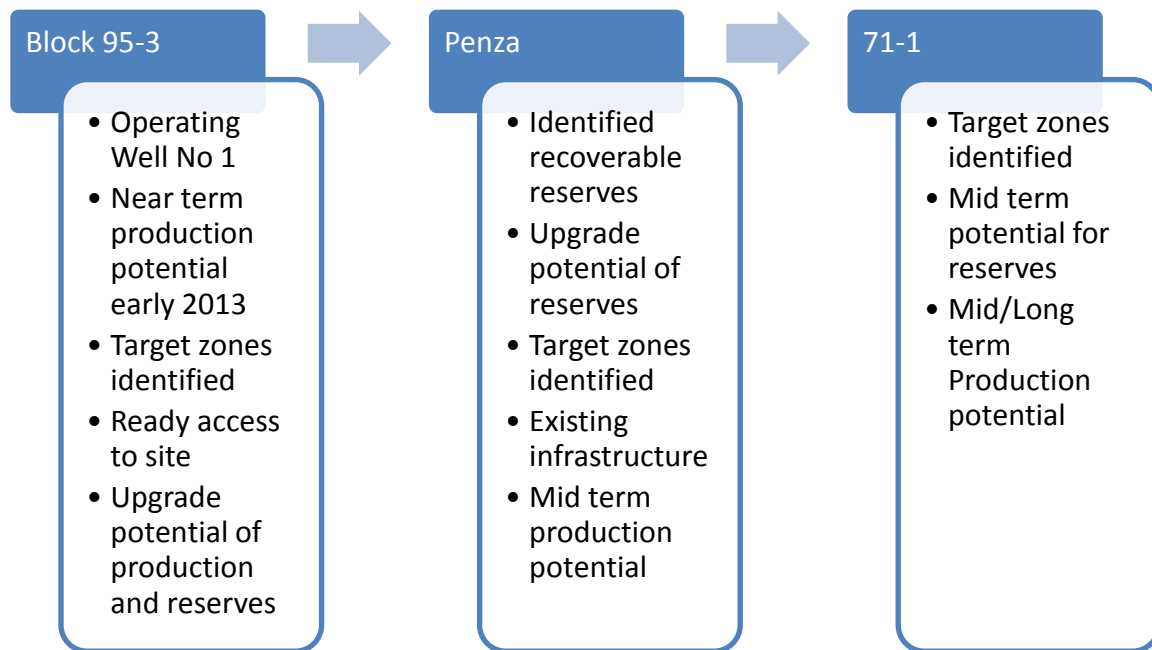 Block 95-3
• Operating
Well No 1
• Near term
production
potential
early 2013
• Target zones
identified
• Ready access
to site
• Upgrade
potential of
production
and reserves
Penza
• Identified
recoverable
reserves
• Upgrade
potential of
reserves
• Target zones
identified
• Existing
infrastructure
• Mid term
production
potential
71-1
• Target zones
identified
• Mid term
potential for
reserves
• Mid/Long
term
Production
potential